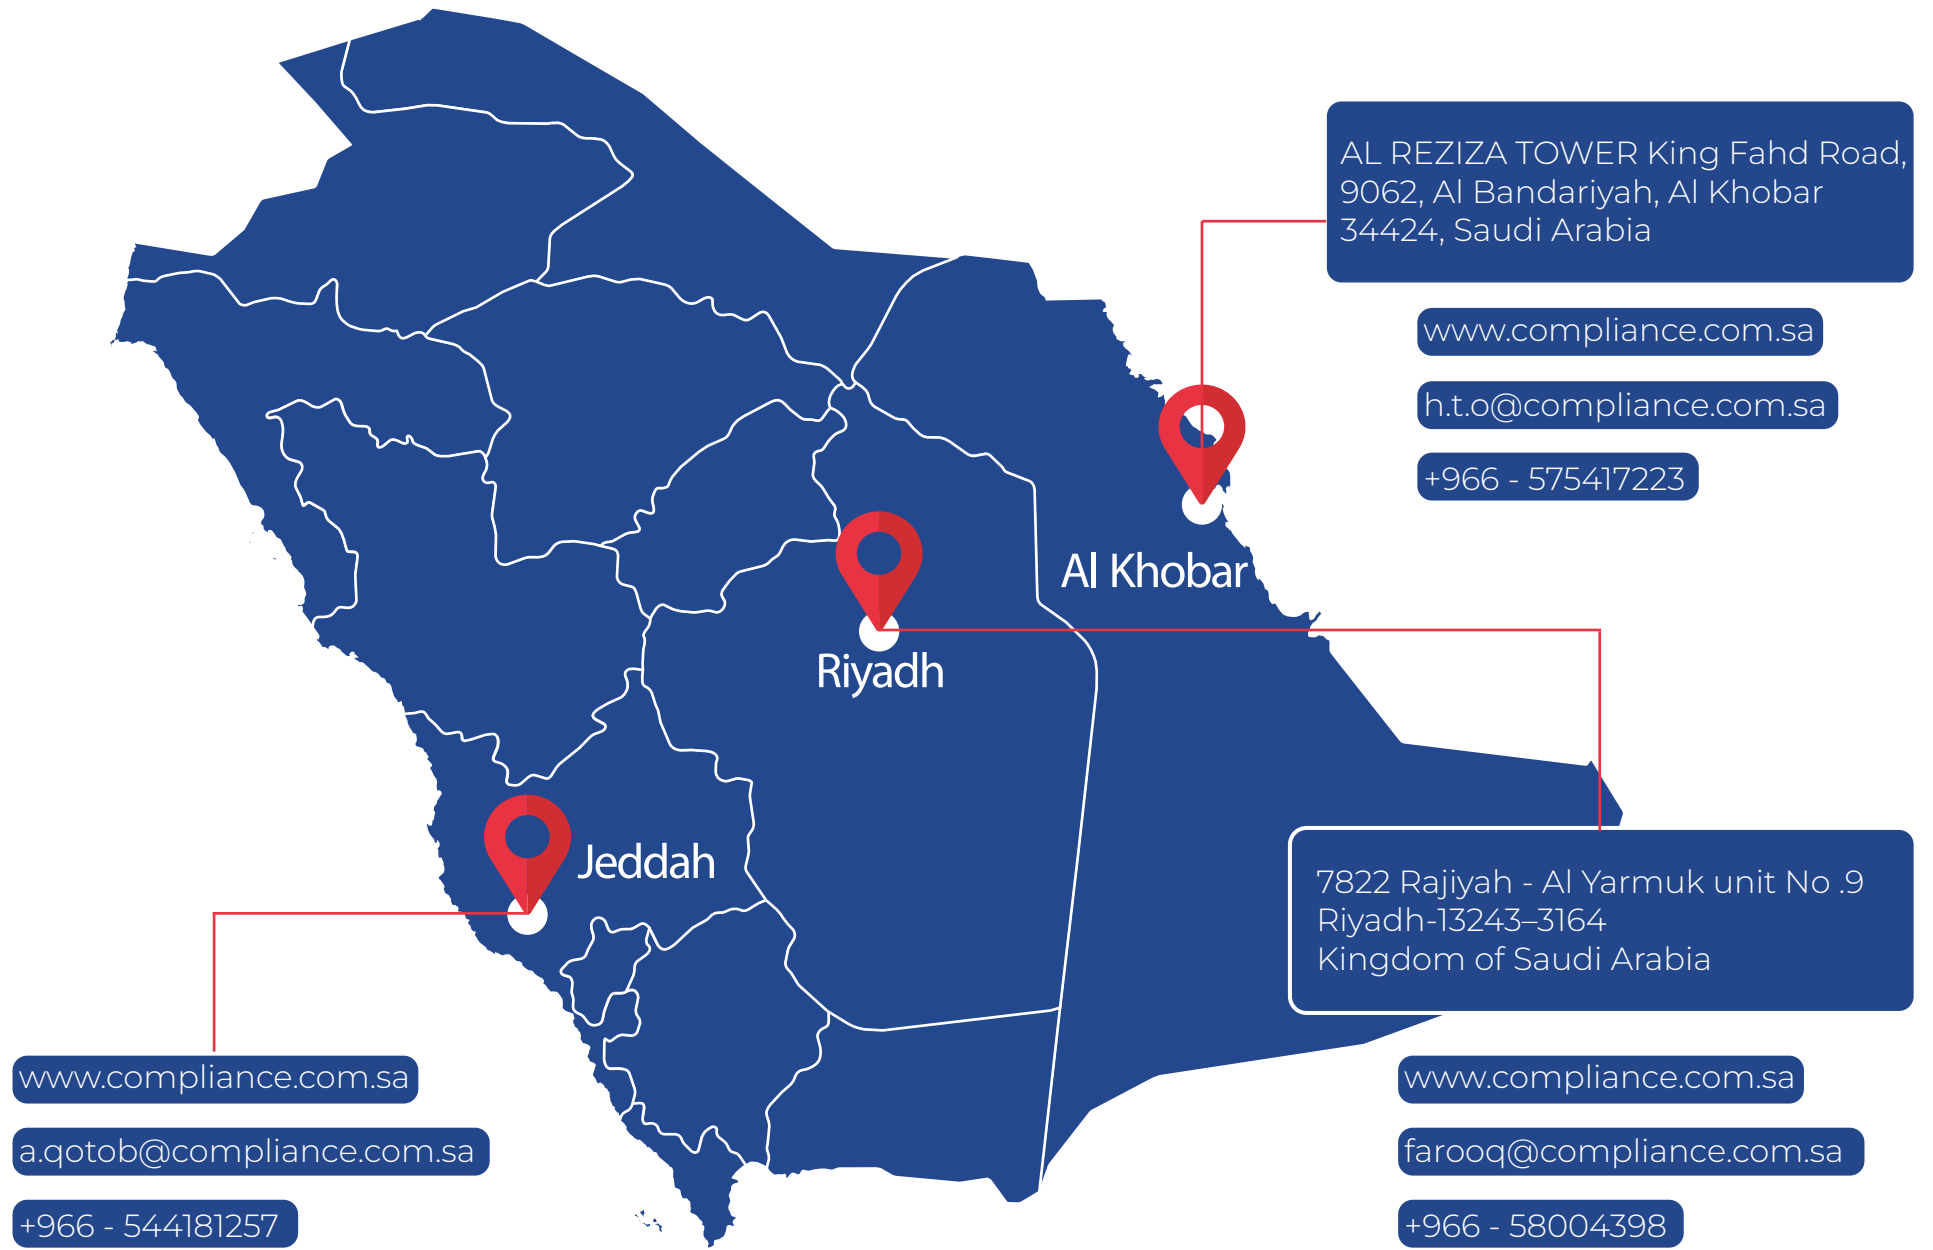 AL REZIZA TOWER King Fahd Road,
9062, Al Bandariyah, Al Khobar
34424, Saudi Arabia
www.compliance.com.sa
h.t.o@compliance.com.sa
+966 - 575417223
Al Khobar
Riyadh
Jeddah
7822 Rajiyah - Al Yarmuk unit No .9
Riyadh-13243–3164
Kingdom of Saudi Arabia
www.compliance.com.sa
a.qotob@compliance.com.sa
+966 - 544181257
www.compliance.com.sa
farooq@compliance.com.sa
+966 - 58004398